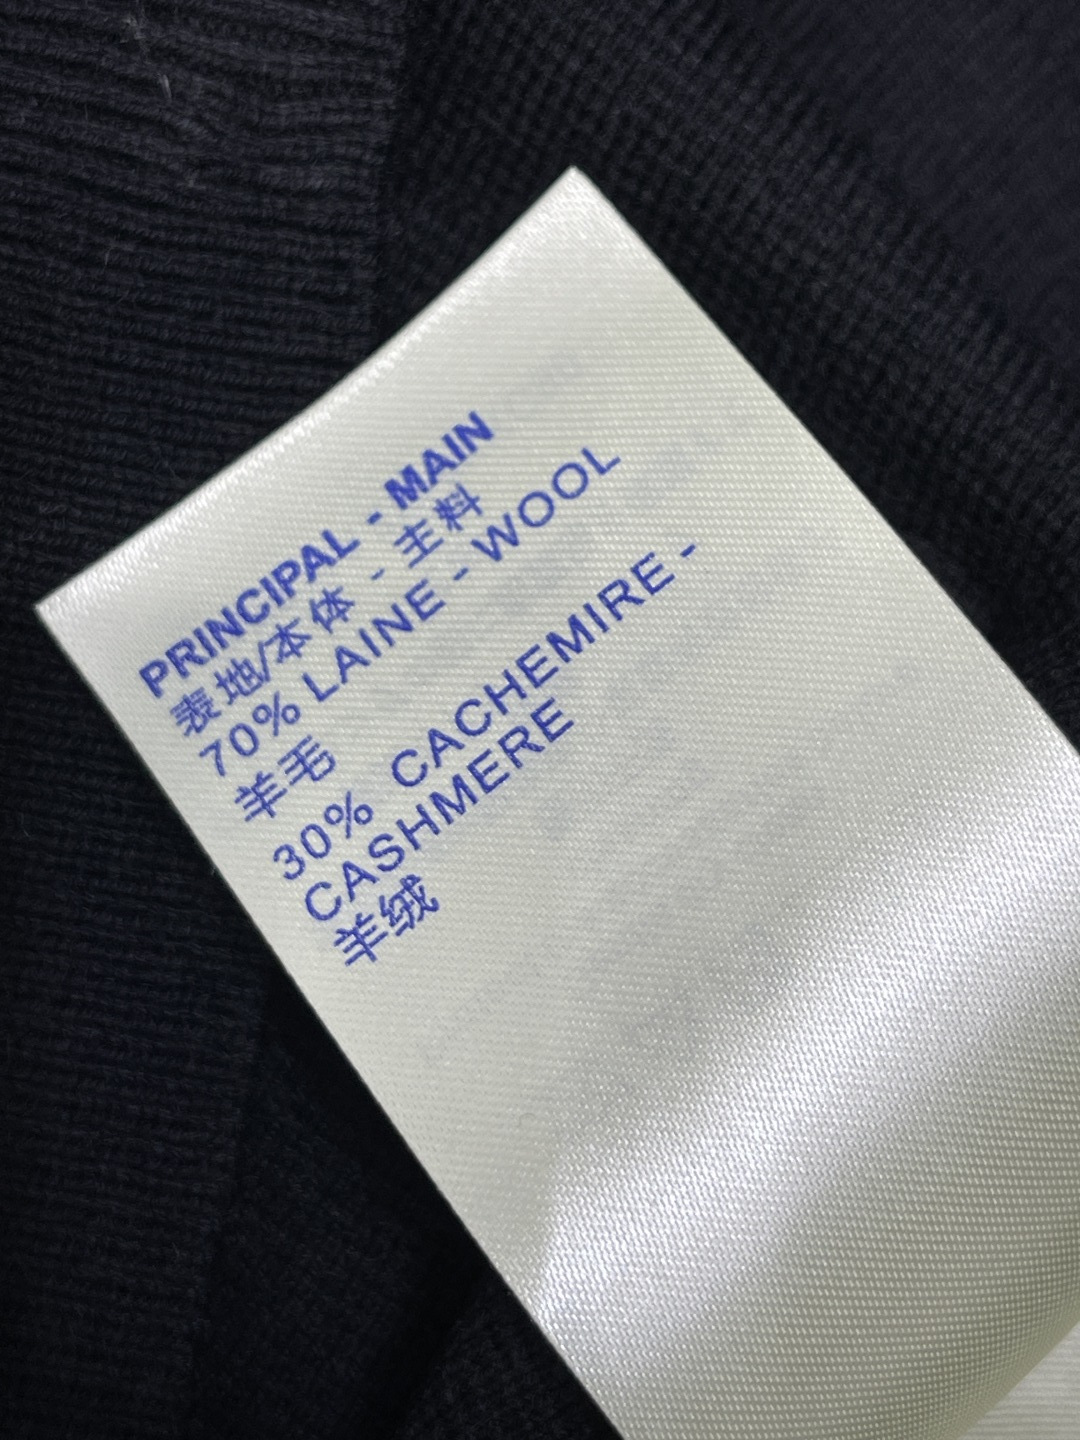 PRINCIPAL - MAIN
表地/本体 - 主料
70% LAINE - WOOL
羊毛
30% CACHEMIRE -
CASHMERE
羊绒